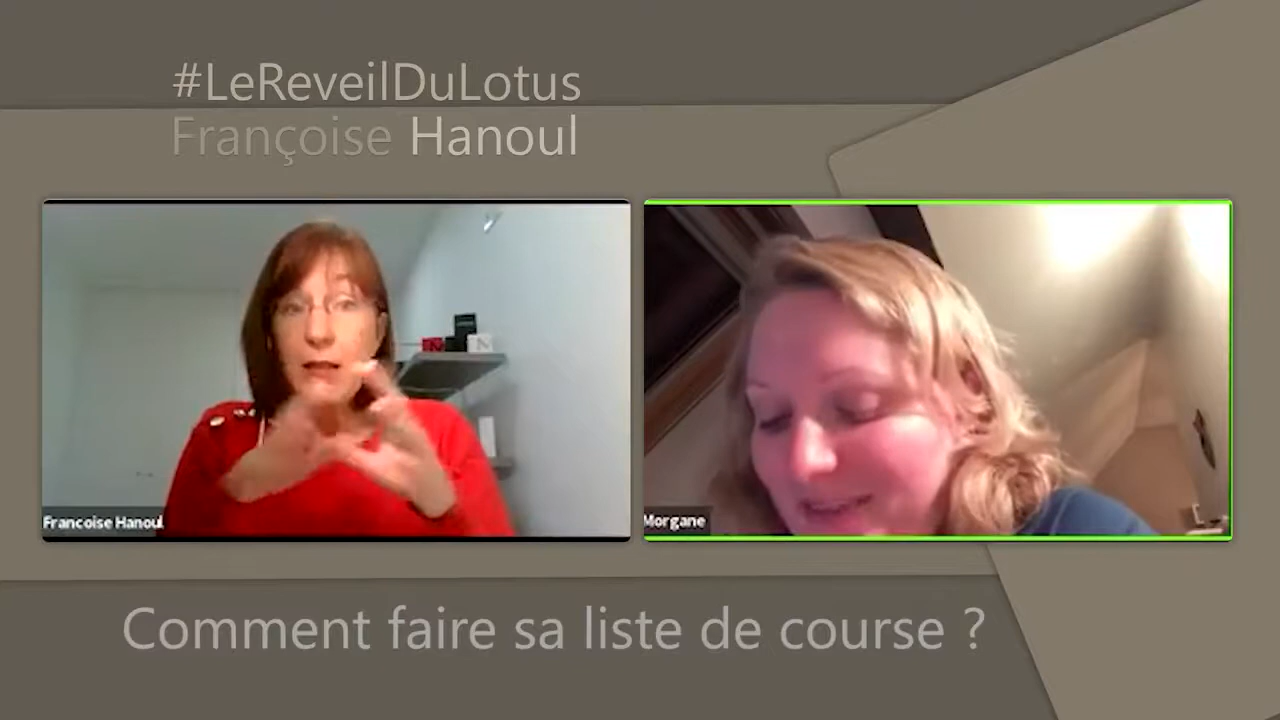 #LeReveilDuLotus
Françoise Hanoul
Francoise Hanoul
Morgane
Comment faire sa liste de course ?